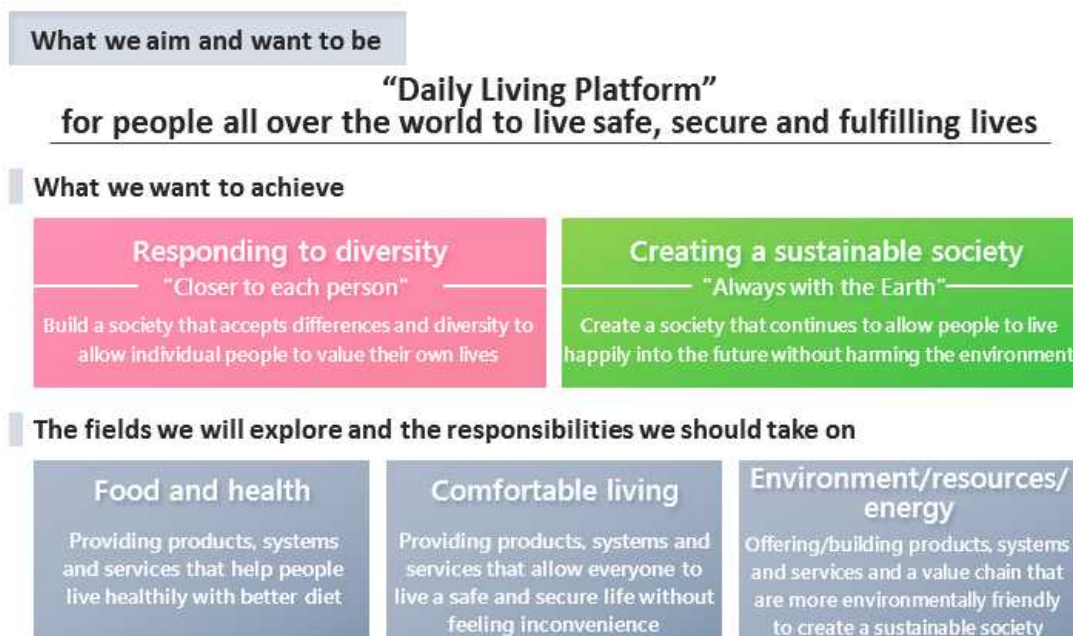 What we aim and want to be
“Daily Living Platform”
for people all over the world to live safe, secure and fulfilling lives
What we want to achieve
Responding to diversity
"Closer to each person"
Build a society that accepts differences and diversity to
allow individual people to value their own lives
Creating a sustainable society
"Always with the Earth"
Create a society that continues to allow people to live
happily into the future without harming the environment
The fields we will explore and the responsibilities we should take on
Food and health
Providing products, systems
and services that help people
live healthily with better diet
Comfortable living
Providing products, systems and
services that allow everyone to
live a safe and secure life without
feeling inconvenience
Environment/resources/
energy
Offering/building products, systems
and services and a value chain that
are more environmentally friendly
to create a sustainable society